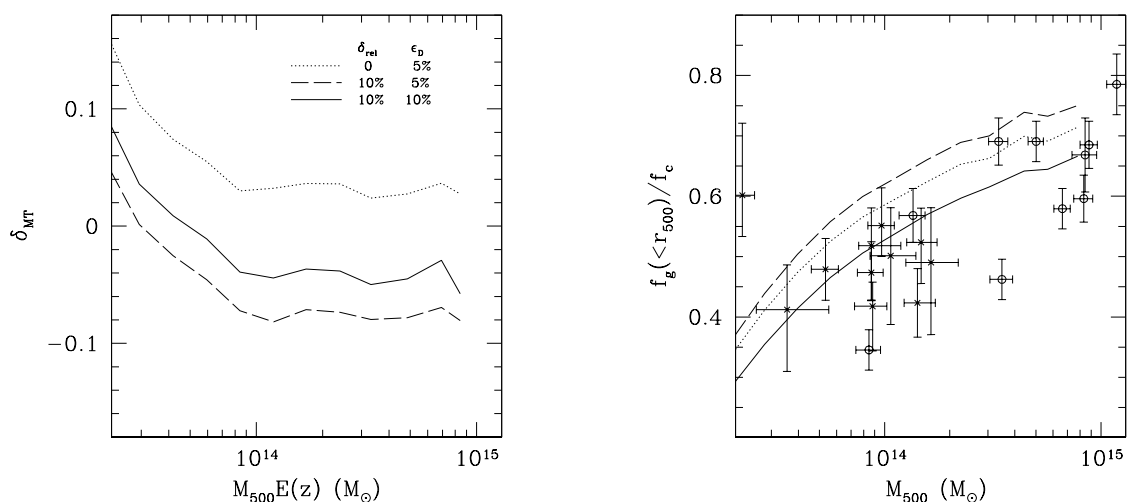 δ_rel ϵ_D
0 5%
10% 5%
10% 10%
0.1
0
−0.1
δ_MT
10^14 10^15
M_500E(z) (M_⊙)
0.8
0.6
0.4
f_g(<r_500)/f_c
10^14 10^15
M_500 (M_⊙)